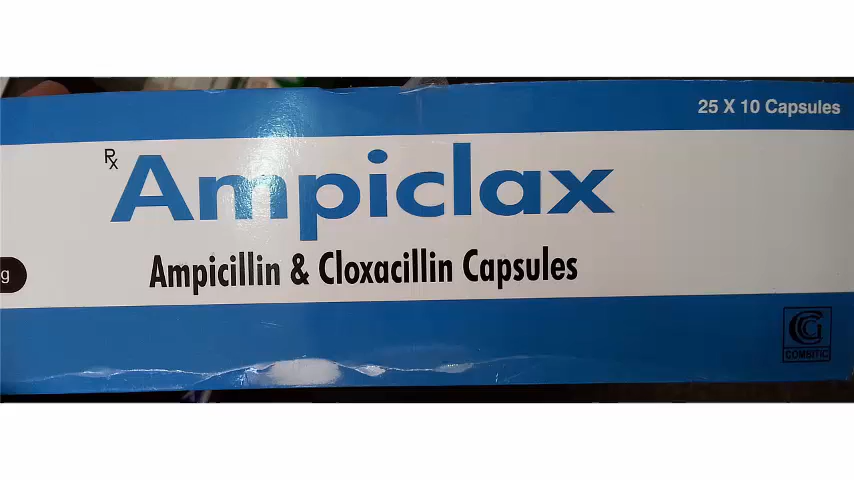 25 X 10 Capsules
Rx
Ampiclax
g
Ampicillin & Cloxacillin Capsules
COMBITIC